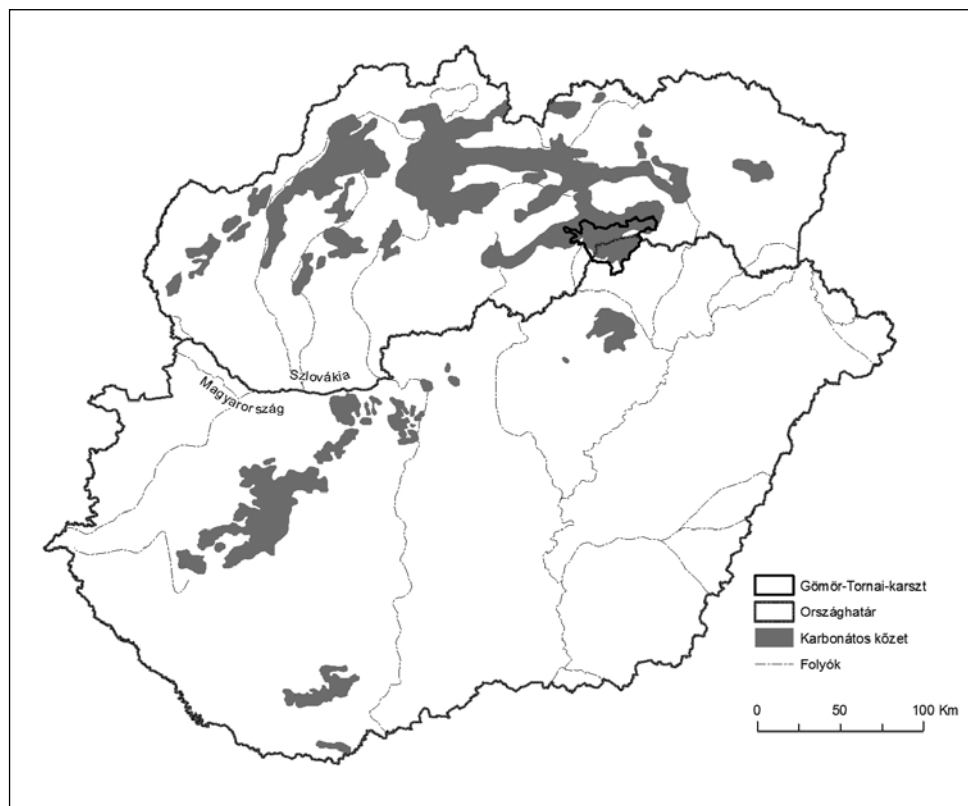 Szlovákia
Magyarország
Gömör-Tornai-karszt
Országhatár
Karbonátos kőzet
Folyók
0 50 100 Km